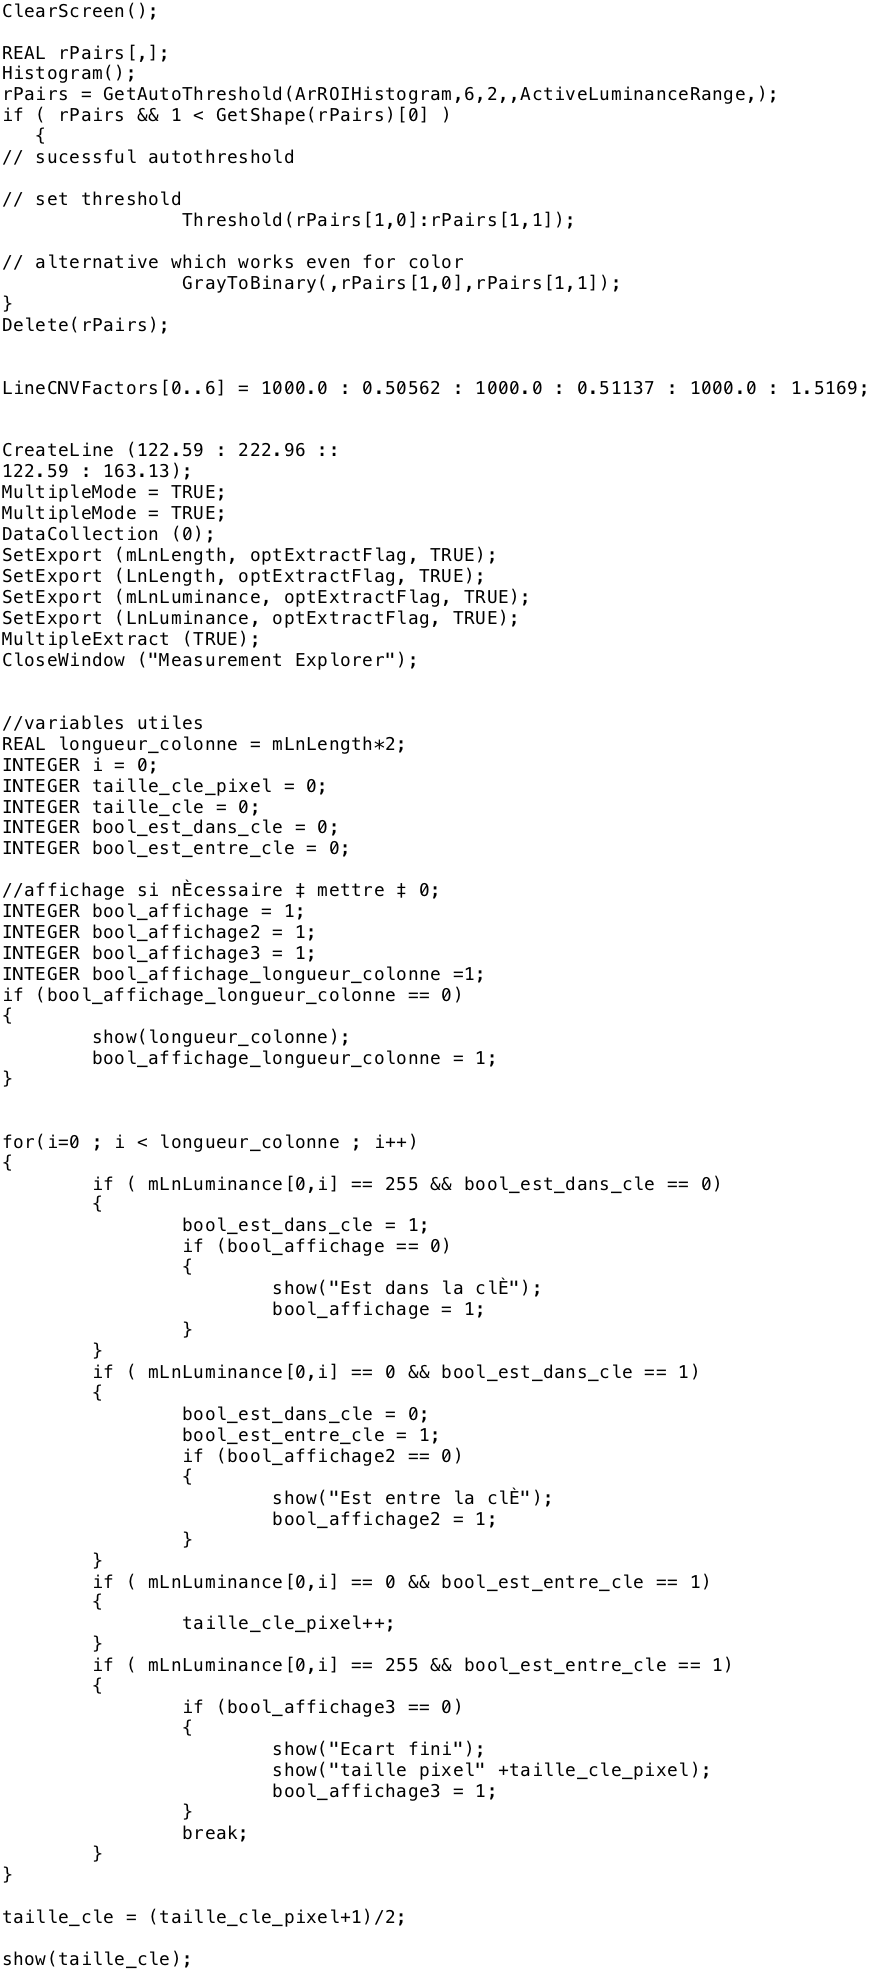 ClearScreen();
REAL rPairs[,];
Histogram();
rPairs = GetAutoThreshold(ArROIHistogram,6,2,,ActiveLuminanceRange,);
if ( rPairs && 1 < GetShape(rPairs)[0] )
{
// sucessful autothreshold
// set threshold
Threshold(rPairs[1,0]:rPairs[1,1]);
// alternative which works even for color
GrayToBinary(,rPairs[1,0],rPairs[1,1]);
}
Delete(rPairs);
LineCNVFactors[0..6] = 1000.0 : 0.50562 : 1000.0 : 0.51137 : 1000.0 : 1.5169;
CreateLine (122.59 : 222.96 ::
122.59 : 163.13);
MultipleMode = TRUE;
MultipleMode = TRUE;
DataCollection (0);
SetExport (mLnLength, optExtractFlag, TRUE);
SetExport (LnLength, optExtractFlag, TRUE);
SetExport (mLnLuminance, optExtractFlag, TRUE);
SetExport (LnLuminance, optExtractFlag, TRUE);
MultipleExtract (TRUE);
CloseWindow ("Measurement Explorer");
//variables utiles
REAL longueur_colonne = mLnLength*2;
INTEGER i = 0;
INTEGER taille_cle_pixel = 0;
INTEGER taille_cle = 0;
INTEGER bool_est_dans_cle = 0;
INTEGER bool_est_entre_cle = 0;
//affichage si nÈcessaire ‡ mettre ‡ 0;
INTEGER bool_affichage = 1;
INTEGER bool_affichage2 = 1;
INTEGER bool_affichage3 = 1;
INTEGER bool_affichage_longueur_colonne =1;
if (bool_affichage_longueur_colonne == 0)
{
show(longueur_colonne);
bool_affichage_longueur_colonne = 1;
}
for(i=0 ; i < longueur_colonne ; i++)
{
if ( mLnLuminance[0,i] == 255 && bool_est_dans_cle == 0)
{
bool_est_dans_cle = 1;
if (bool_affichage == 0)
{
show("Est dans la clÈ");
bool_affichage = 1;
}
}
if ( mLnLuminance[0,i] == 0 && bool_est_dans_cle == 1)
{
bool_est_dans_cle = 0;
bool_est_entre_cle = 1;
if (bool_affichage2 == 0)
{
show("Est entre la clÈ");
bool_affichage2 = 1;
}
}
if ( mLnLuminance[0,i] == 0 && bool_est_entre_cle == 1)
{
taille_cle_pixel++;
}
if ( mLnLuminance[0,i] == 255 && bool_est_entre_cle == 1)
{
if (bool_affichage3 == 0)
{
show("Ecart fini");
show("taille pixel" +taille_cle_pixel);
bool_affichage3 = 1;
}
break;
}
}
taille_cle = (taille_cle_pixel+1)/2;
show(taille_cle);